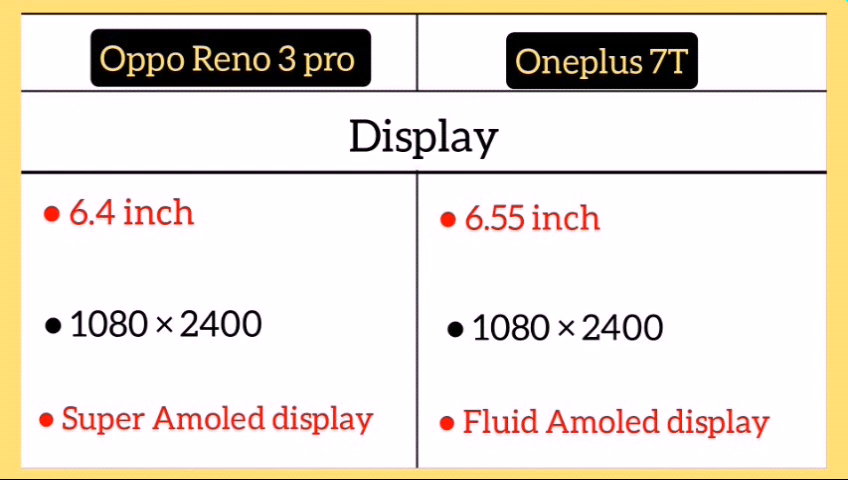 Oppo Reno 3 pro Oneplus 7T
Display
• 6.4 inch • 6.55 inch
• 1080 × 2400 • 1080 × 2400
• Super Amoled display • Fluid Amoled display